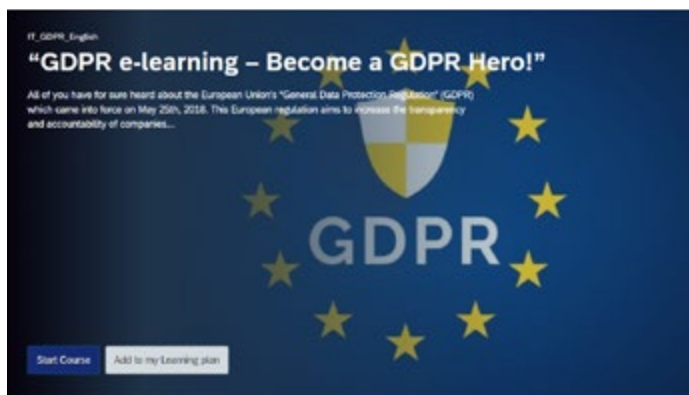 IT_GDPR_English
“GDPR e-learning – Become a GDPR Hero!”
All of you have for sure heard about the European Union's "General Data Protection Regulation" (GDPR)
which came into force on May 25th, 2018. This European regulation aims to increase the transparency
and accountability of companies...
GDPR
Start Course
Add to my Learning plan